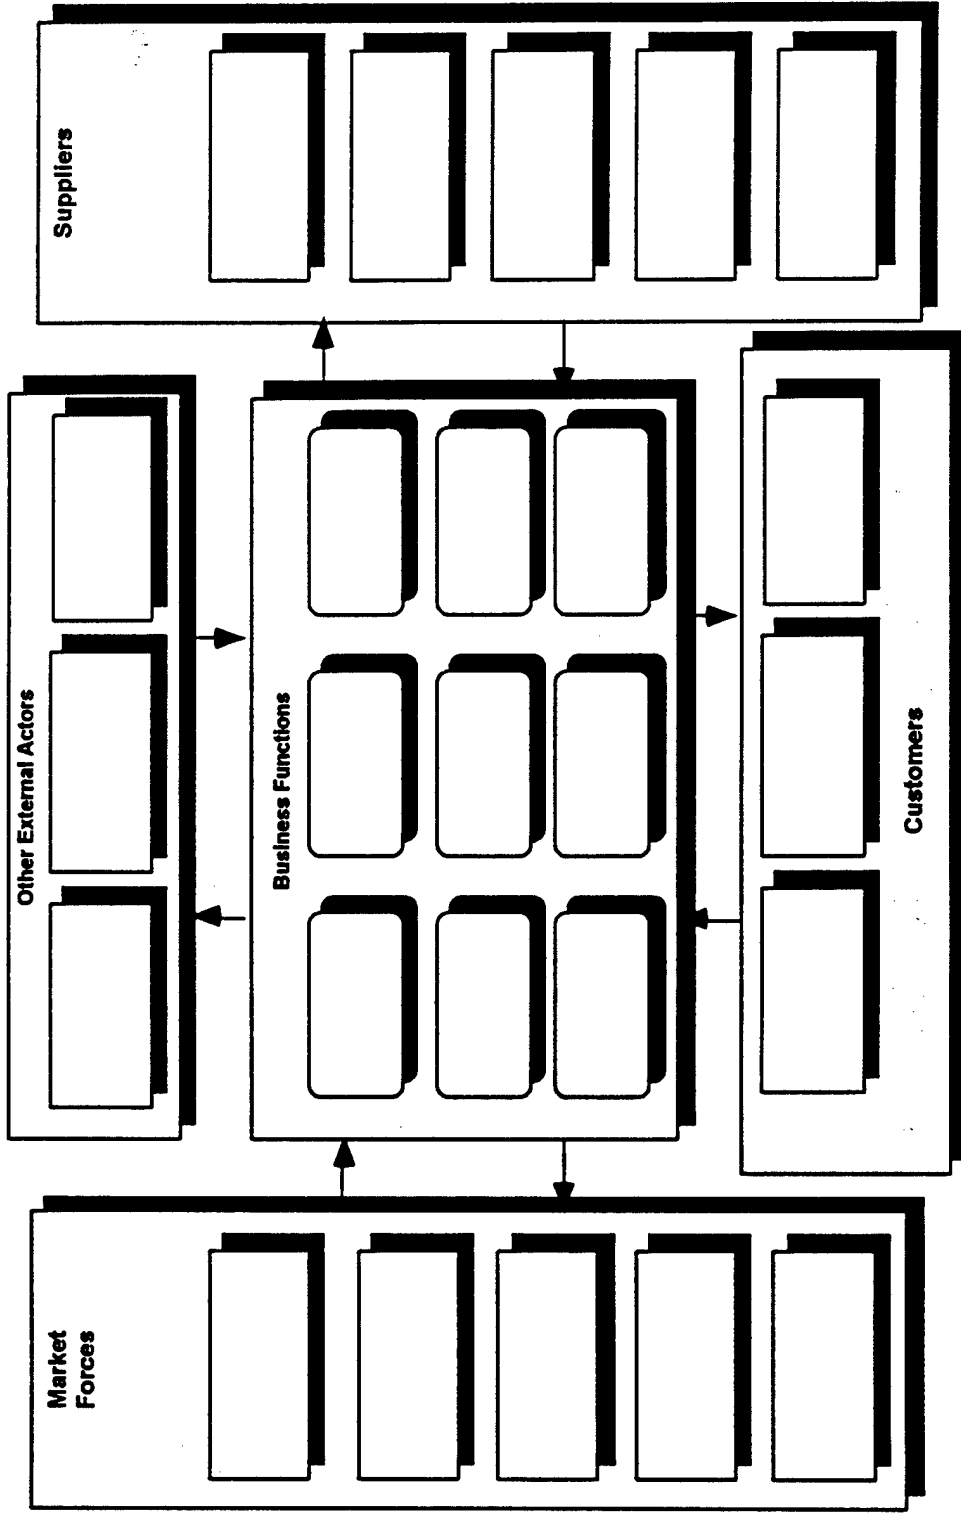 Other External Actors
Market
Forces
Business Functions
Suppliers
Customers